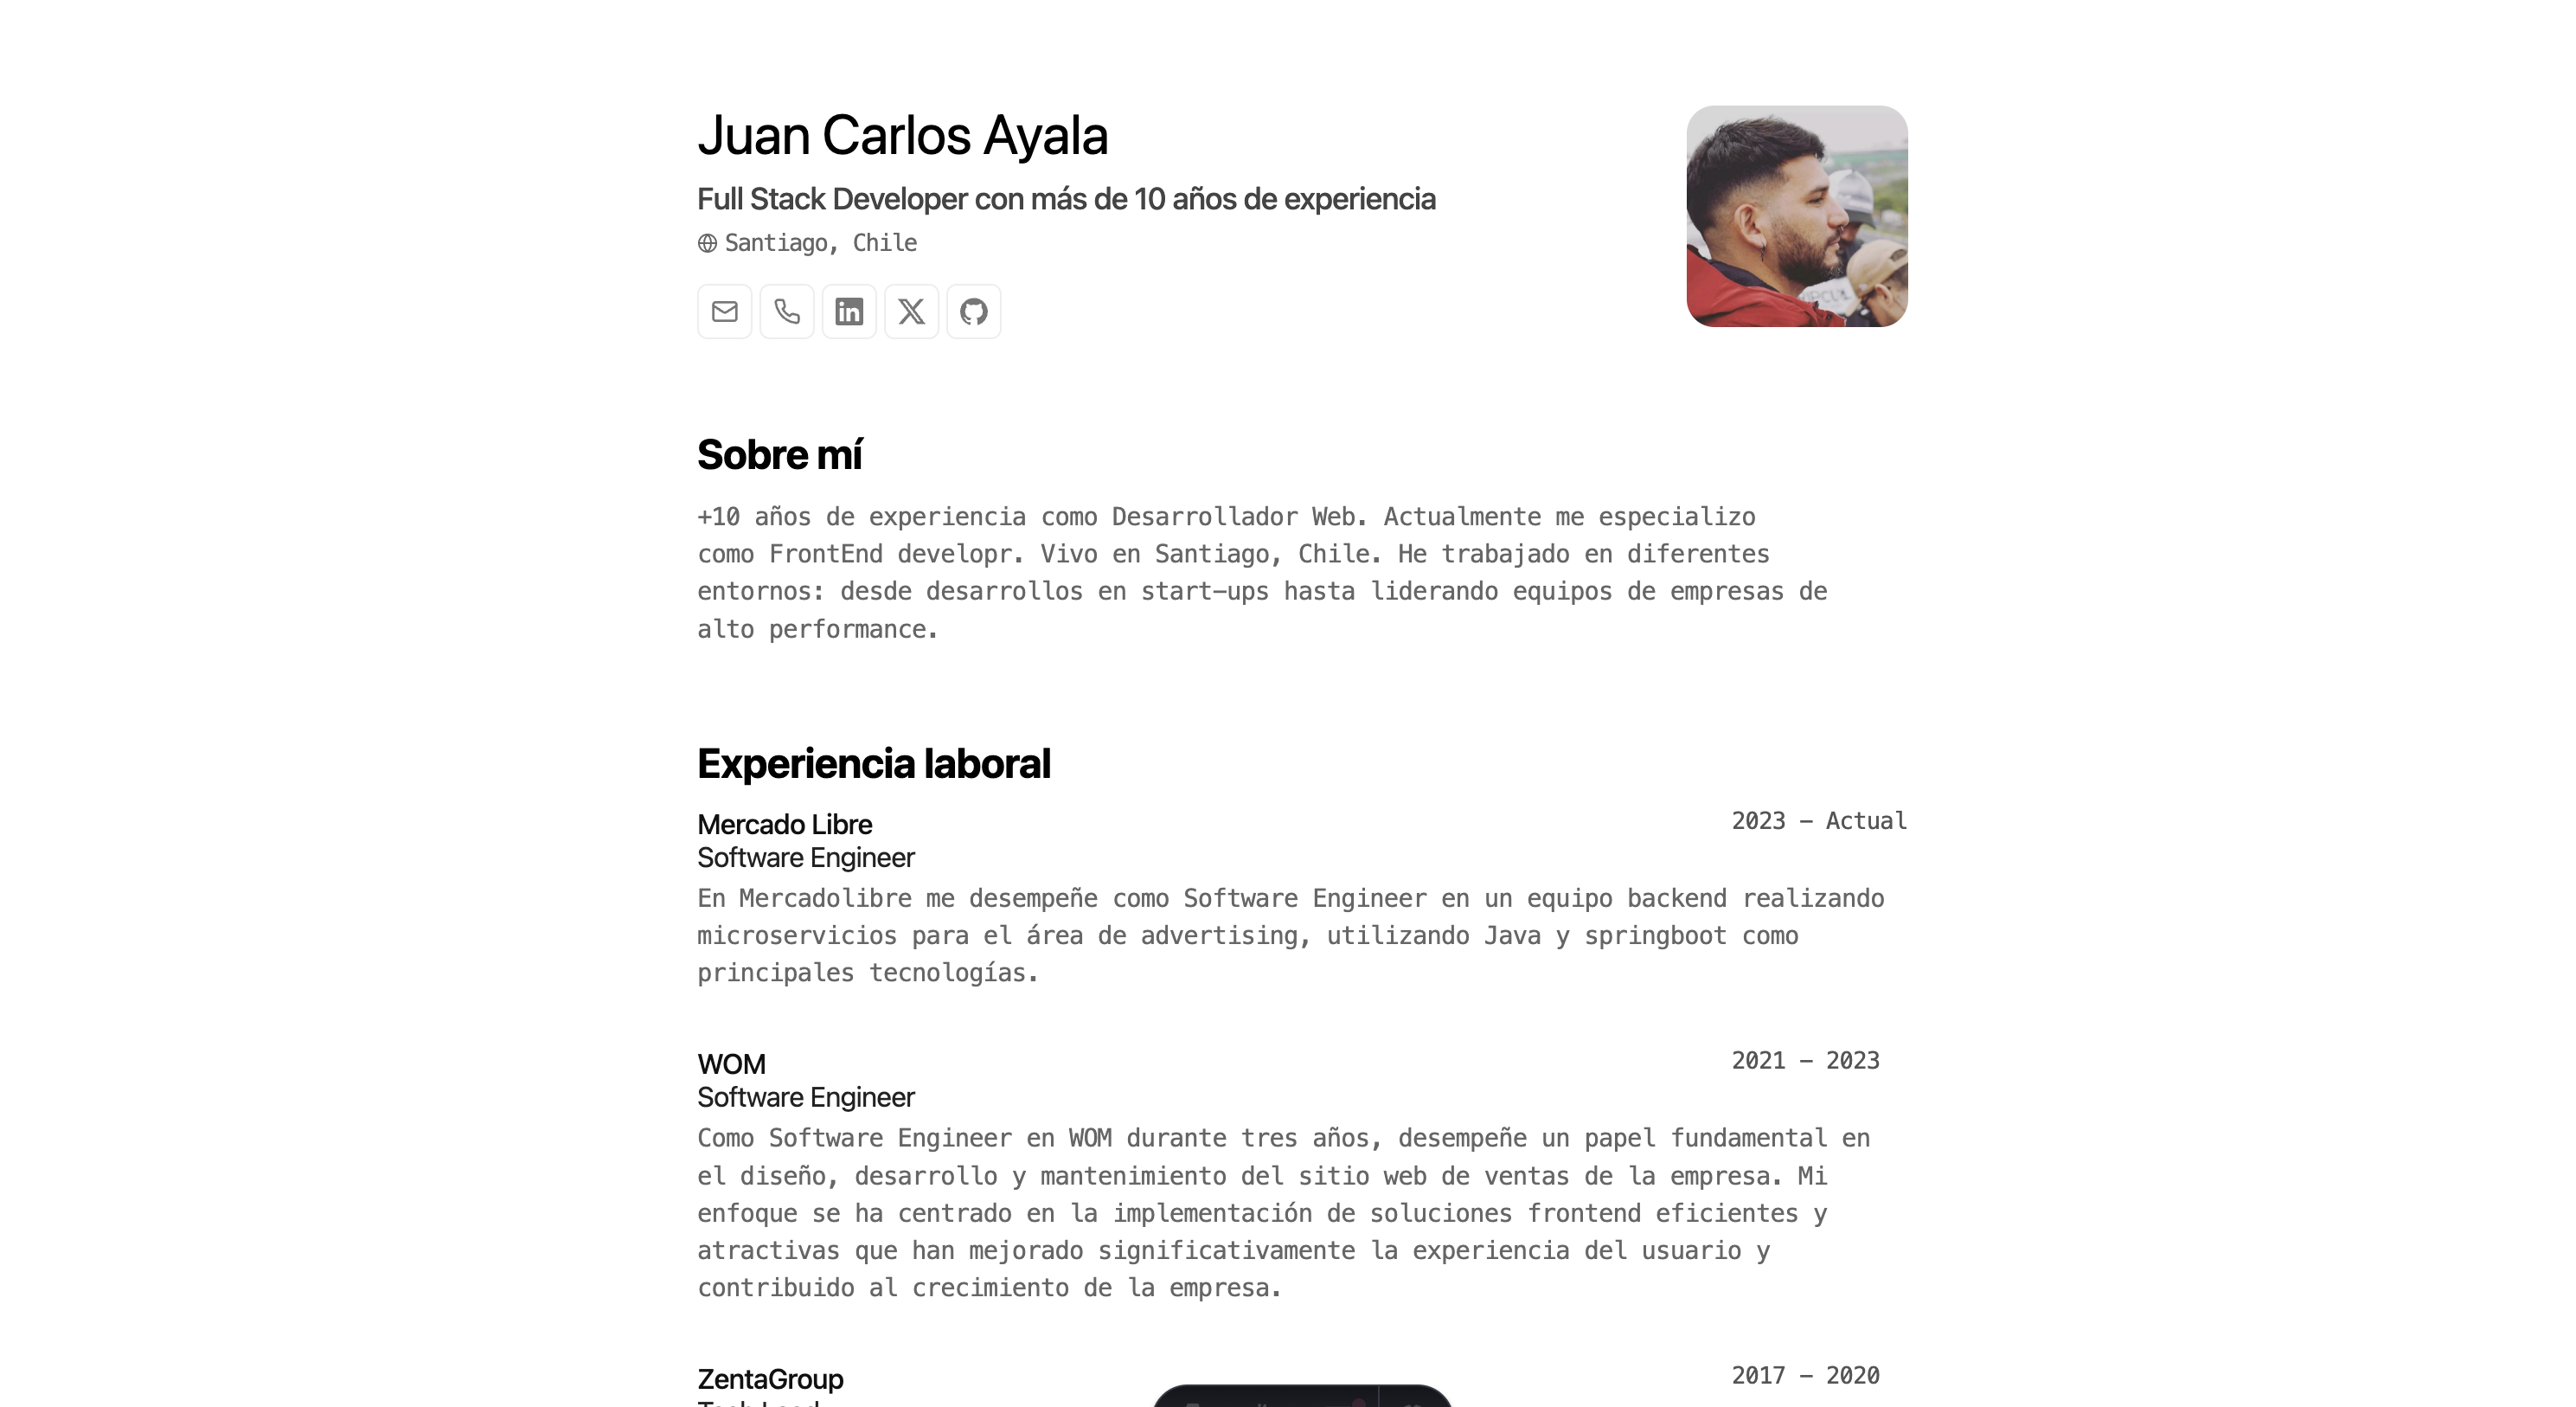 Juan Carlos Ayala
Full Stack Developer con más de 10 años de experiencia
Santiago, Chile
Sobre mí
+10 años de experiencia como Desarrollador Web. Actualmente me especializo
como FrontEnd developr. Vivo en Santiago, Chile. He trabajado en diferentes
entornos: desde desarrollos en start-ups hasta liderando equipos de empresas de
alto performance.
Experiencia laboral
Mercado Libre
2023 - Actual
Software Engineer
En Mercadolibre me desempeñe como Software Engineer en un equipo backend realizando
microservicios para el área de advertising, utilizando Java y springboot como
principales tecnologías.
WOM
2021 - 2023
Software Engineer
Como Software Engineer en WOM durante tres años, desempeñe un papel fundamental en
el diseño, desarrollo y mantenimiento del sitio web de ventas de la empresa. Mi
enfoque se ha centrado en la implementación de soluciones frontend eficientes y
atractivas que han mejorado significativamente la experiencia del usuario y
contribuido al crecimiento de la empresa.
ZentaGroup
2017 - 2020